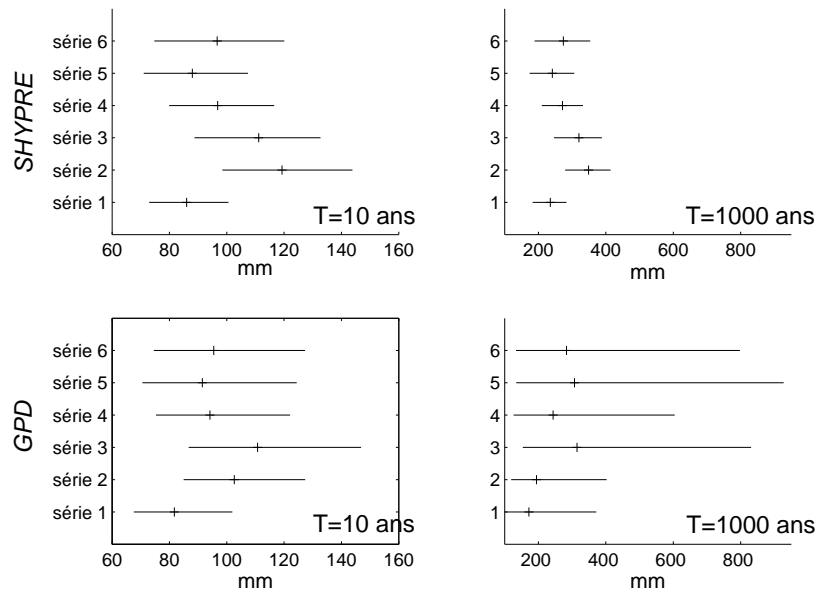 SHYPRE
série 6
série 5
série 4
série 3
série 2
série 1
T=10 ans
60 80 100 120 140 160
mm
6
5
4
3
2
1
T=1000 ans
200 400 600 800
mm
GPD
série 6
série 5
série 4
série 3
série 2
série 1
T=10 ans
60 80 100 120 140 160
mm
6
5
4
3
2
1
T=1000 ans
200 400 600 800
mm